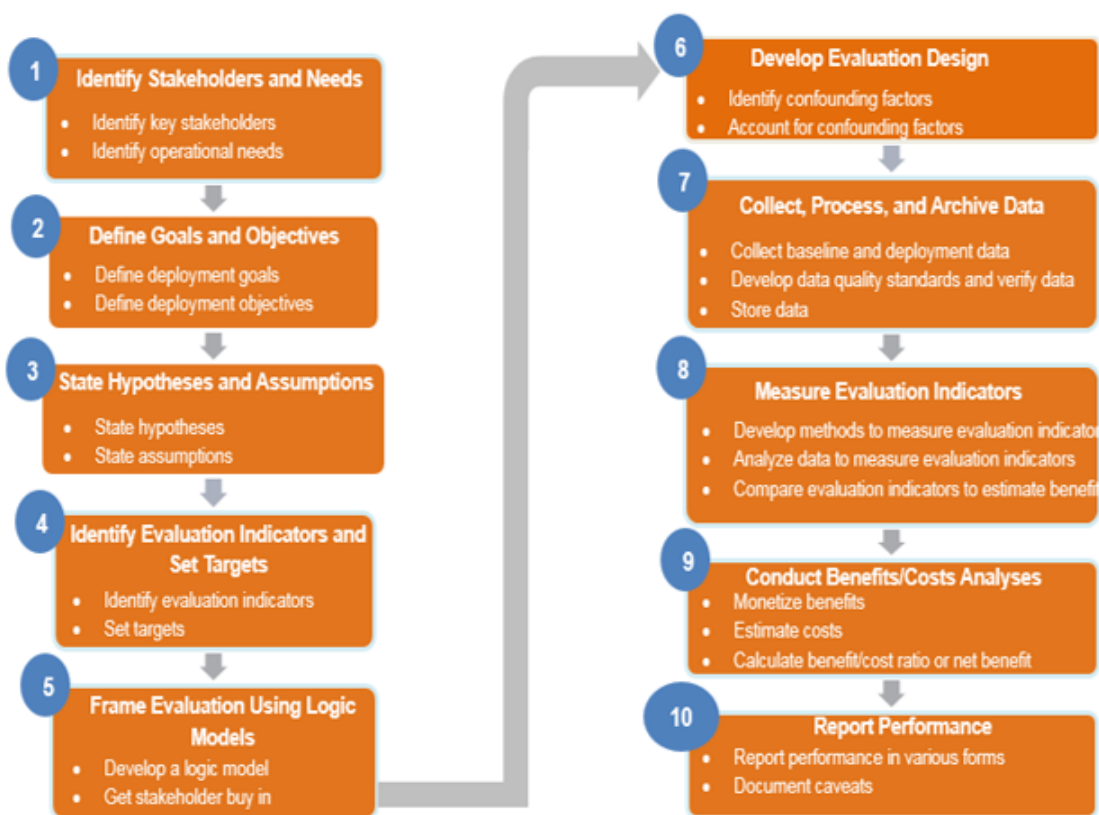 1
Identify Stakeholders and Needs
• Identify key stakeholders
• Identify operational needs
2
Define Goals and Objectives
• Define deployment goals
• Define deployment objectives
3
State Hypotheses and Assumptions
• State hypotheses
• State assumptions
4
Identify Evaluation Indicators and
Set Targets
• Identify evaluation indicators
• Set targets
5
Frame Evaluation Using Logic
Models
• Develop a logic model
• Get stakeholder buy in
6
Develop Evaluation Design
• Identify confounding factors
• Account for confounding factors
7
Collect, Process, and Archive Data
• Collect baseline and deployment data
• Develop data quality standards and verify data
• Store data
8
Measure Evaluation Indicators
• Develop methods to measure evaluation indicator
• Analyze data to measure evaluation indicators
• Compare evaluation indicators to estimate benefit
9
Conduct Benefits/Costs Analyses
• Monetize benefits
• Estimate costs
• Calculate benefit/cost ratio or net benefit
10
Report Performance
• Report performance in various forms
• Document caveats